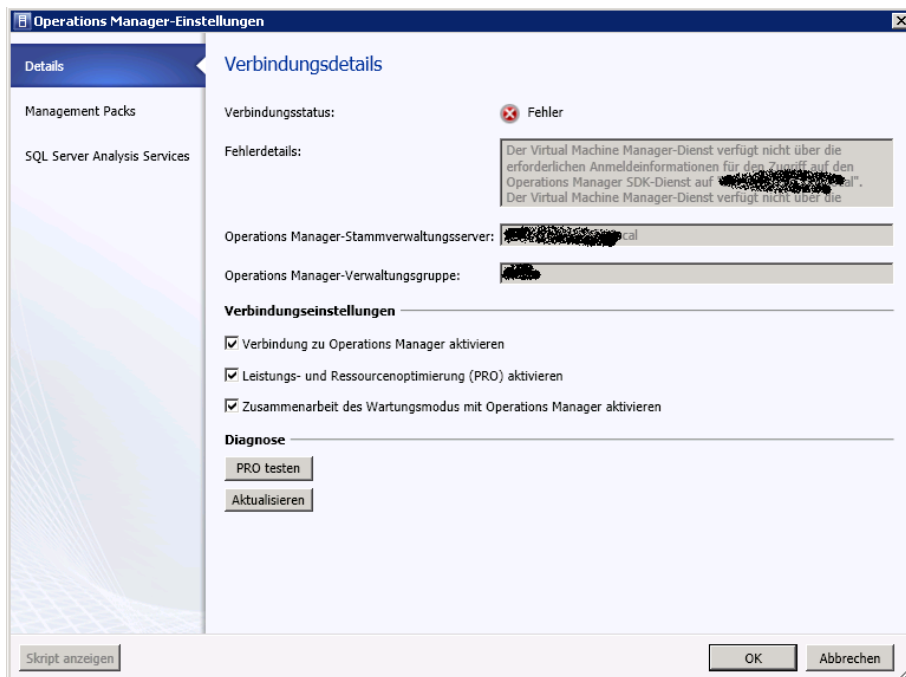 Operations Manager-Einstellungen
Details
Management Packs
SQL Server Analysis Services
Verbindungsdetails
Verbindungsstatus:
Fehler
Fehlerdetails:
Der Virtual Machine Manager-Dienst verfügt nicht über die
erforderlichen Anmeldeinformationen für den Zugriff auf den
Operations Manager SDK-Dienst auf "
Der Virtual Machine Manager-Dienst verfügt nicht über die
Operations Manager-Stammverwaltungsserver:
Operations Manager-Verwaltungsgruppe:
Verbindungseinstellungen
Verbindung zu Operations Manager aktivieren
Leistungs- und Ressourcenoptimierung (PRO) aktivieren
Zusammenarbeit des Wartungsmodus mit Operations Manager aktivieren
Diagnose
PRO testen
Aktualisieren
Skript anzeigen
OK
Abbrechen